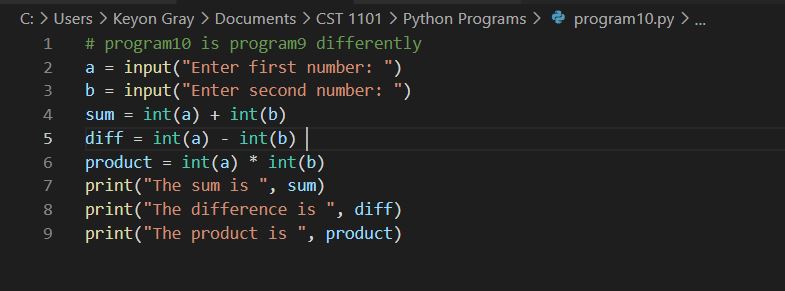 C: > Users > Keyon Gray > Documents > CST 1101 > Python Programs > program10.py > ...
1 # program10 is program9 differently
2 a = input("Enter first number: ")
3 b = input("Enter second number: ")
4 sum = int(a) + int(b)
5 diff = int(a) - int(b)
6 product = int(a) * int(b)
7 print("The sum is ", sum)
8 print("The difference is ", diff)
9 print("The product is ", product)